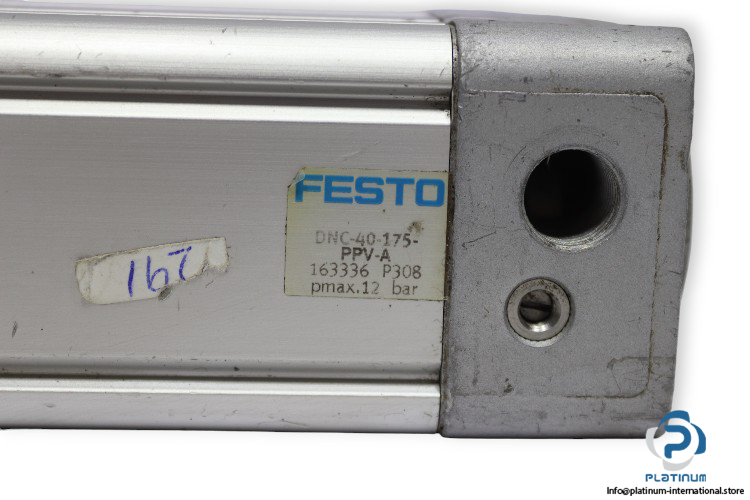 FESTO
DNC-40-175-
PPV-A
163336 P308
pmax.12 bar
167
PLATINUM
Info@platinum-international.store